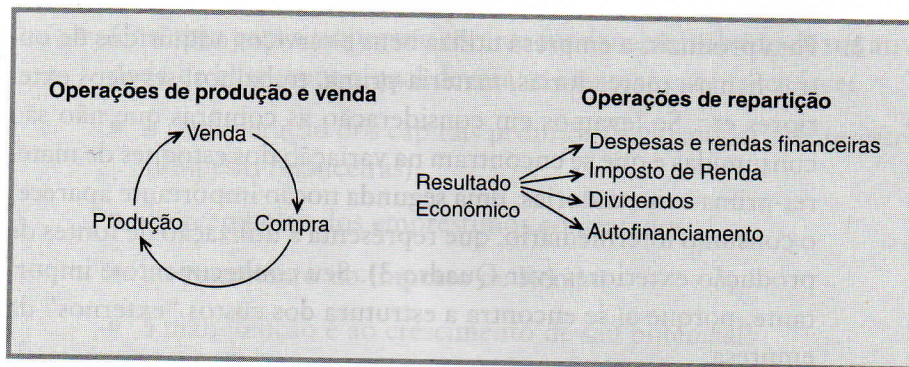 Operações de produção e venda
Venda
Produção
Compra
Operações de repartição
Resultado
Econômico
Despesas e rendas financeiras
Imposto de Renda
Dividendos
Autofinanciamento